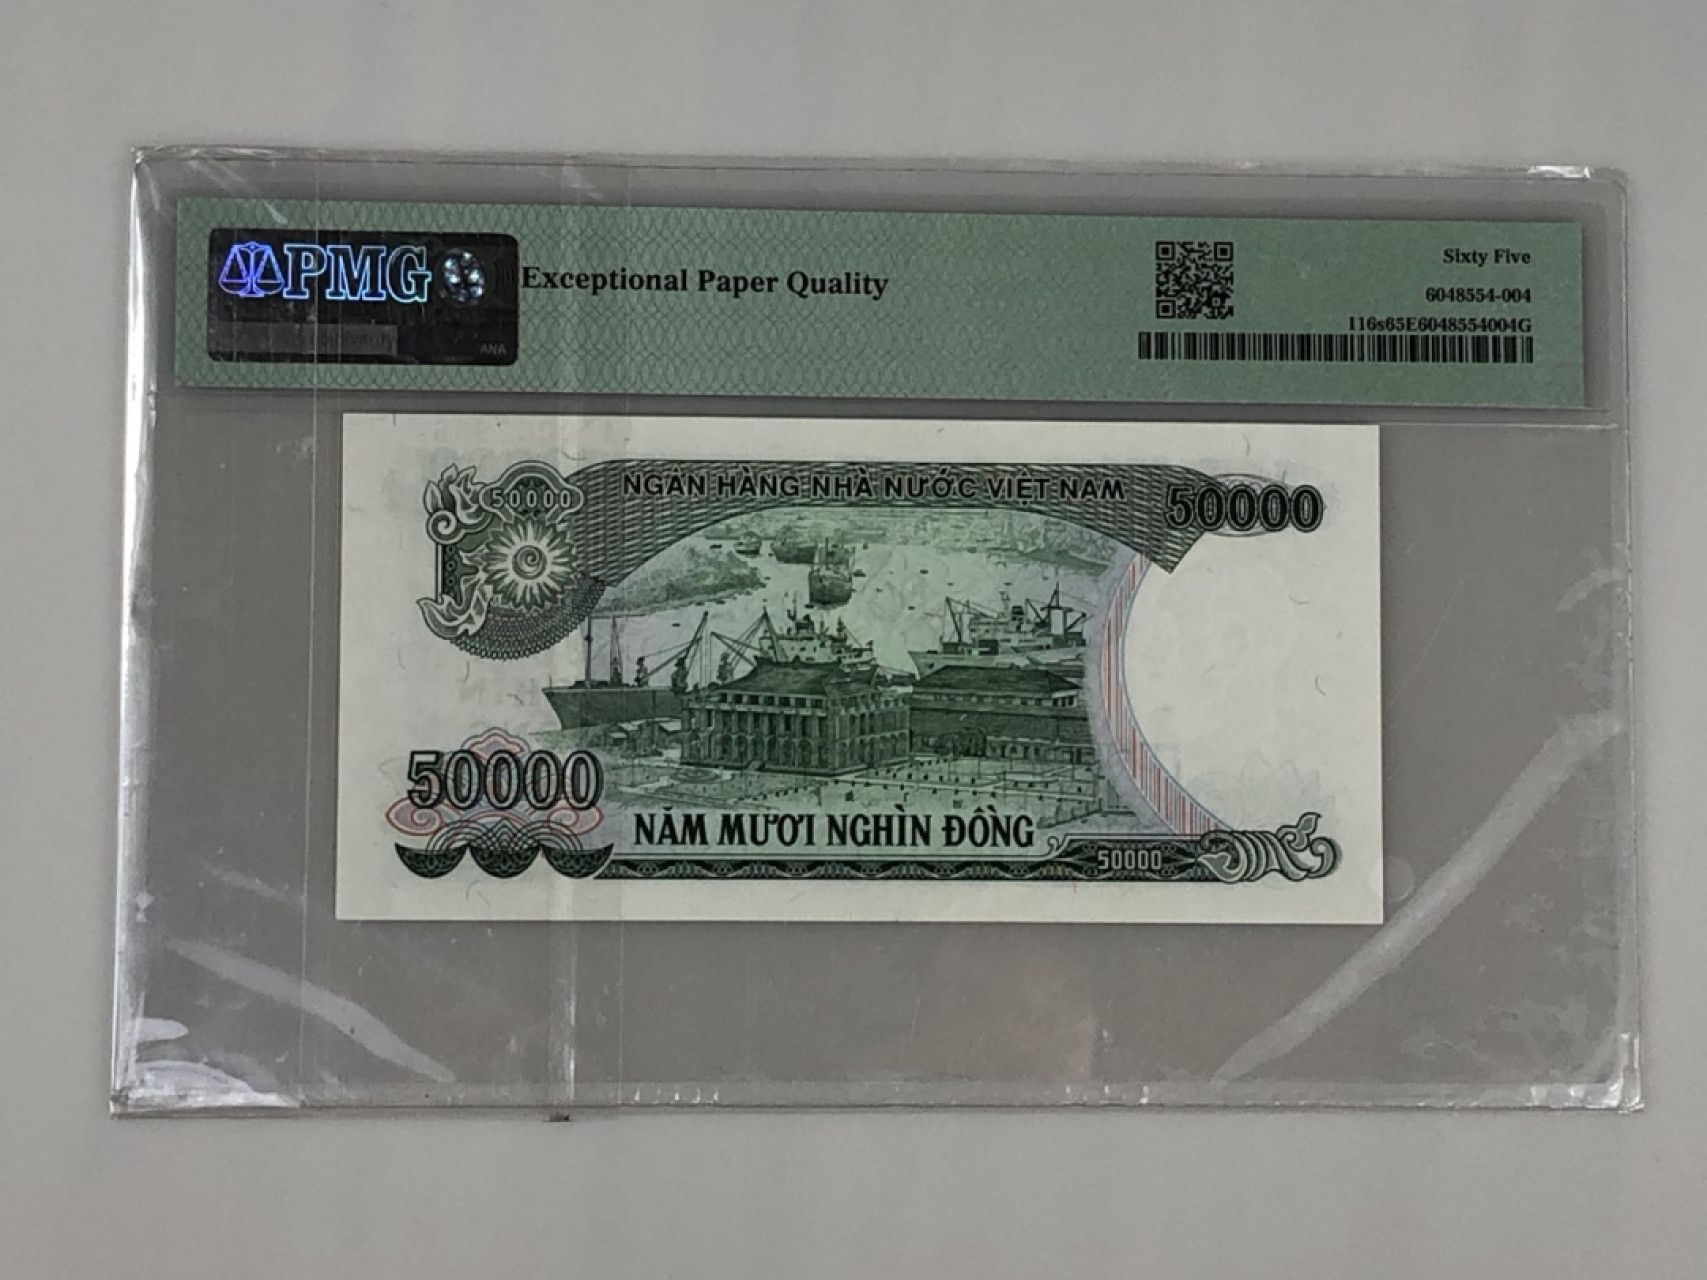 PMG
Exceptional Paper Quality
ANA
Sixty Five
6048554-004
116s65E6048554004G
50000
NGÂN HÀNG NHÀ NƯỚC VIỆT NAM
50000
50000
NĂM MƯƠI NGHÌN ĐỒNG
50000